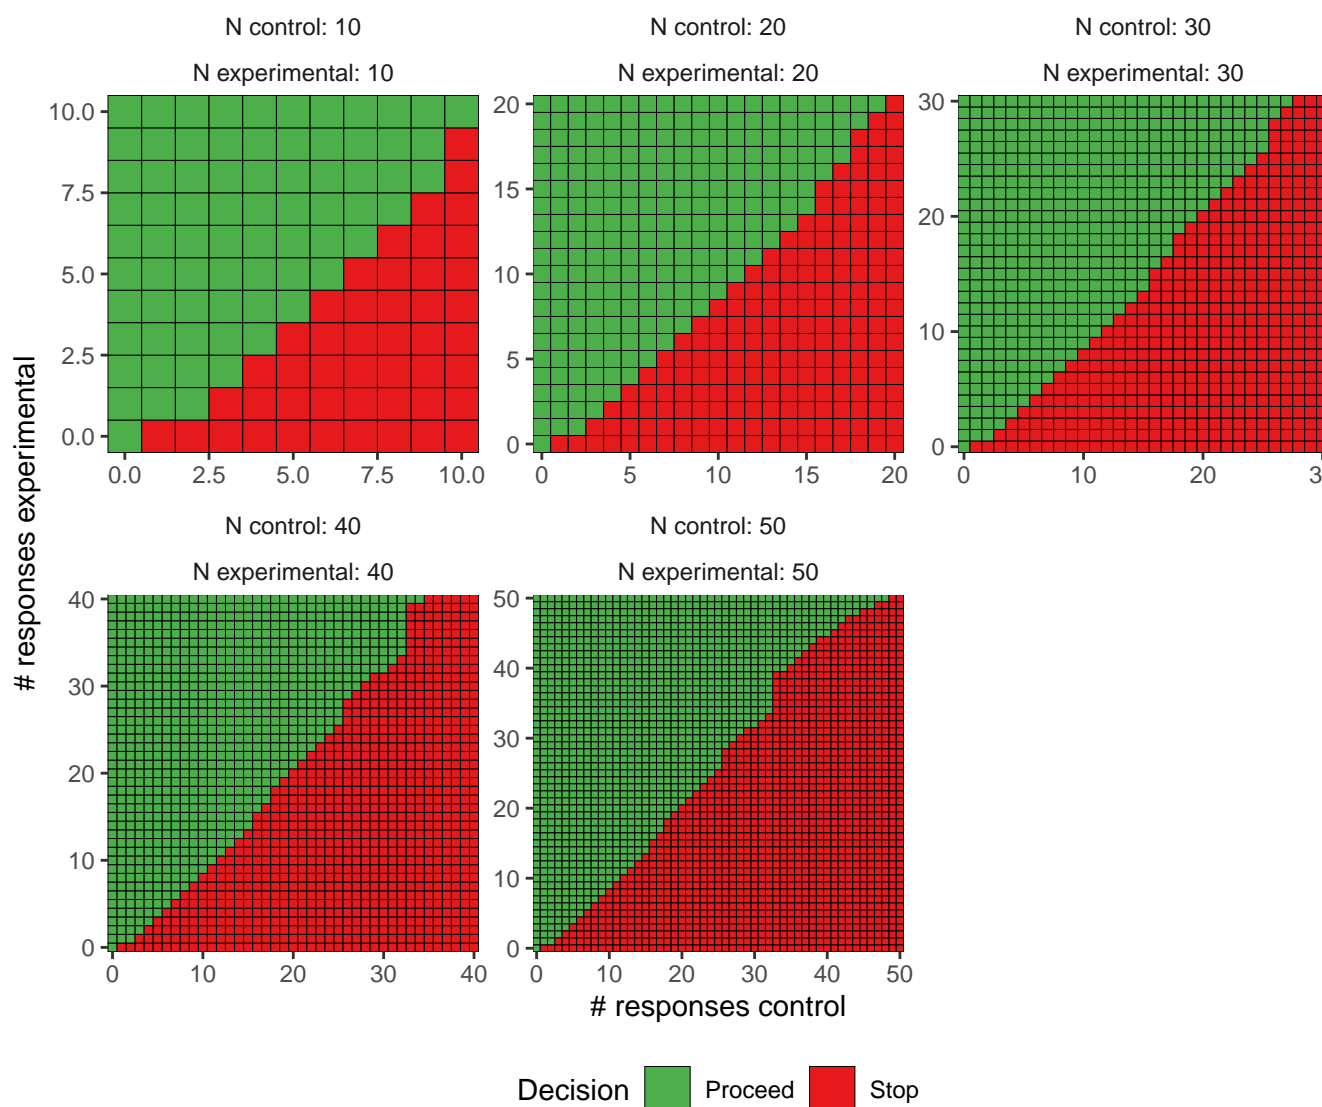 N control: 10
N experimental: 10
N control: 20
N experimental: 20
N control: 30
N experimental: 30
10.0
7.5
5.0
2.5
0.0
0.0 2.5 5.0 7.5 10.0
20
15
10
5
0
0 5 10 15 20
30
20
10
0
0 10 20 3
# responses experimental
N control: 40
N experimental: 40
N control: 50
N experimental: 50
40
30
20
10
0
0 10 20 30 40
50
40
30
20
10
0
0 10 20 30 40 50
# responses control
Decision Proceed Stop